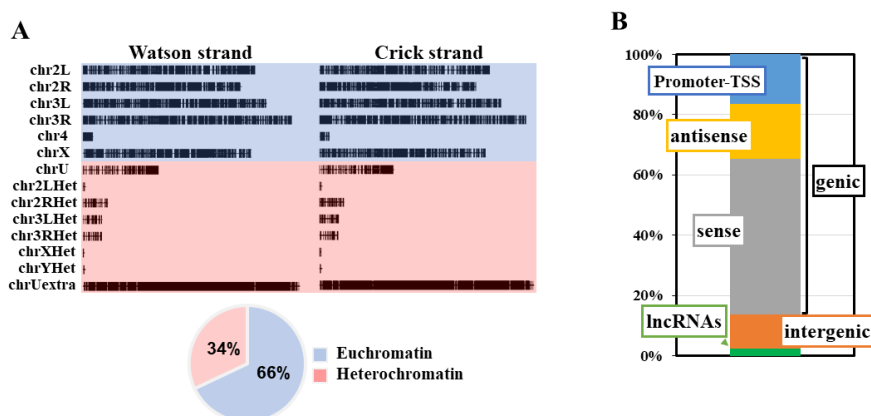 A
Watson strand
Crick strand
chr2L
chr2R
chr3L
chr3R
chr4
chrX
chrU
chr2LHet
chr2RHet
chr3LHet
chr3RHet
chrXHet
chrYHet
chrUextra
34%
66%
Euchromatin
Heterochromatin
B
100%
80%
60%
40%
20%
0%
Promoter-TSS
antisense
genic
sense
lncRNAs
intergenic